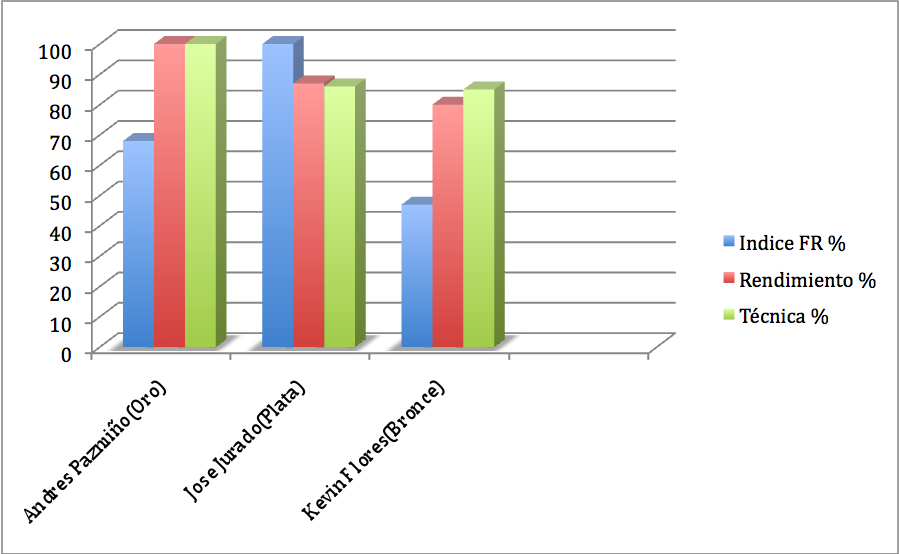 100
90
80
70
60
50
40
30
20
10
0
Andres Pazmiño(Oro)
Jose Jurado(Plata)
Kevin Flores(Bronce)
Indice FR %
Rendimiento %
Técnica %